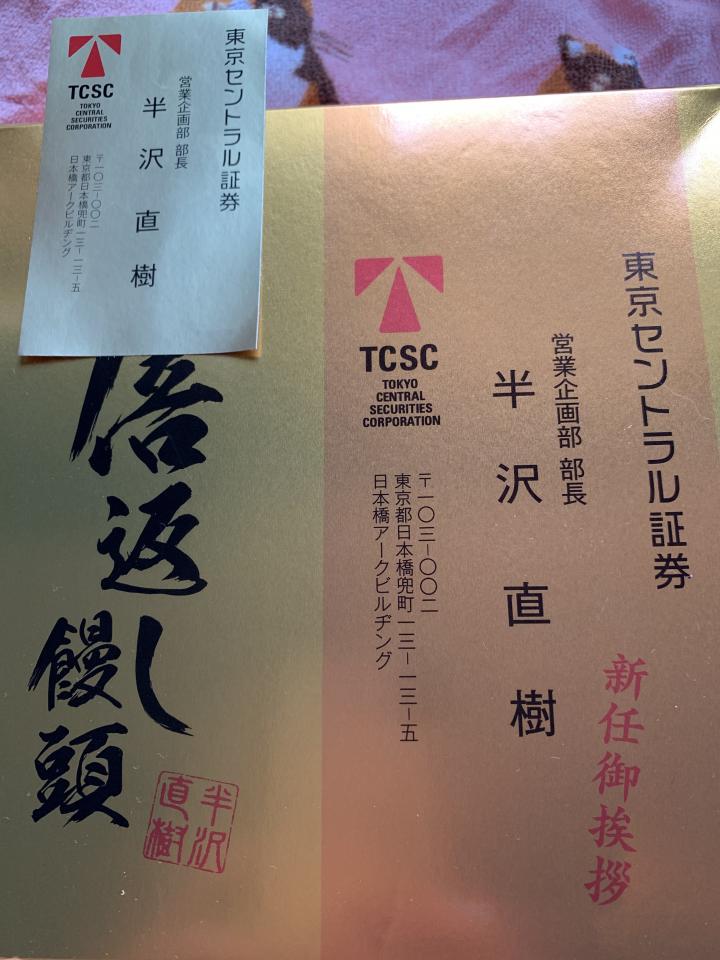 東京セントラル証券
営業企画部 部長
半沢直樹
〒一〇三-〇〇二
東京都日本橋兜町一三-一三-五
日本橋アークビルヂング
TCSC
TOKYO
CENTRAL
SECURITIES
CORPORATION
東京セントラル証券
新任御挨拶
営業企画部 部長
半沢直樹
〒一〇三-〇〇二
東京都日本橋兜町一三-一三-五
日本橋アークビルヂング
TCSC
TOKYO
CENTRAL
SECURITIES
CORPORATION
倍返し
饅頭
半沢
直樹